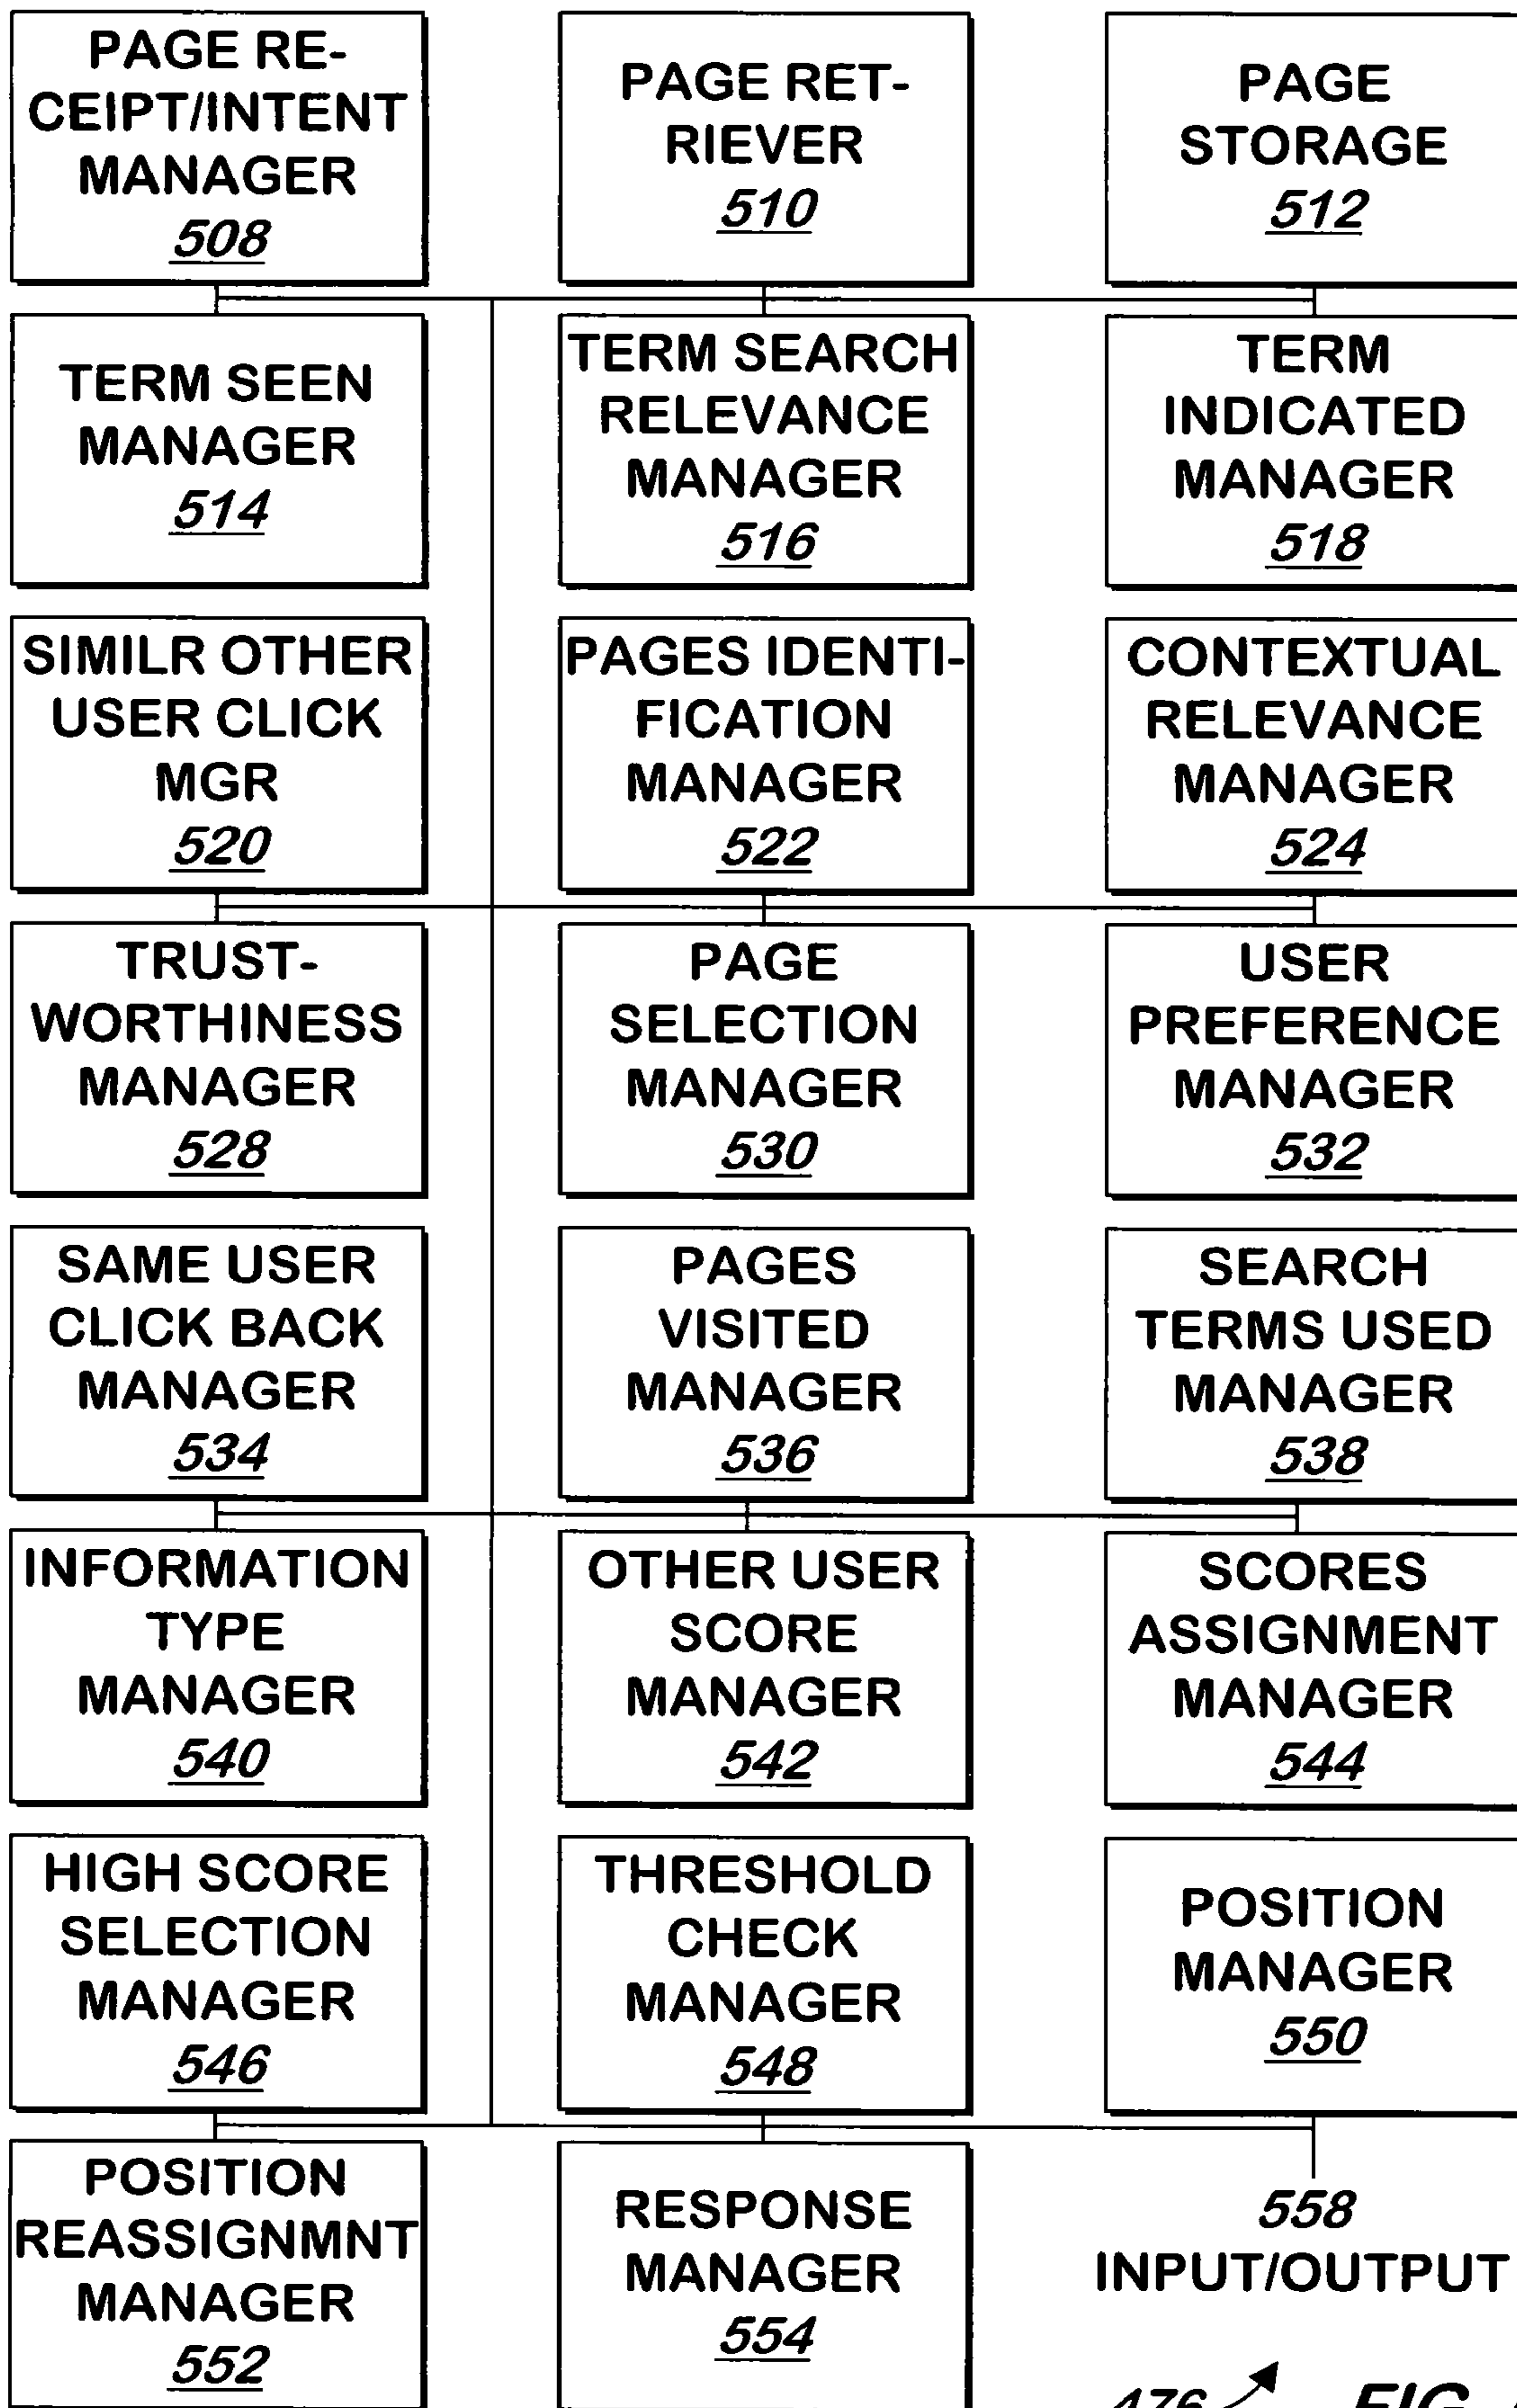 PAGE RE-
CEIPT/INTENT
MANAGER
508
PAGE RET-
RIEVER
510
PAGE
STORAGE
512
TERM SEEN
MANAGER
514
TERM SEARCH
RELEVANCE
MANAGER
516
TERM
INDICATED
MANAGER
518
SIMILR OTHER
USER CLICK
MGR
520
PAGES IDENTI-
FICATION
MANAGER
522
CONTEXTUAL
RELEVANCE
MANAGER
524
TRUST-
WORTHINESS
MANAGER
528
PAGE
SELECTION
MANAGER
530
USER
PREFERENCE
MANAGER
532
SAME USER
CLICK BACK
MANAGER
534
PAGES
VISITED
MANAGER
536
SEARCH
TERMS USED
MANAGER
538
INFORMATION
TYPE
MANAGER
540
OTHER USER
SCORE
MANAGER
542
SCORES
ASSIGNMENT
MANAGER
544
HIGH SCORE
SELECTION
MANAGER
546
THRESHOLD
CHECK
MANAGER
548
POSITION
MANAGER
550
POSITION
REASSIGNMNT
MANAGER
552
RESPONSE
MANAGER
554
558
INPUT/OUTPUT
476
FIG.